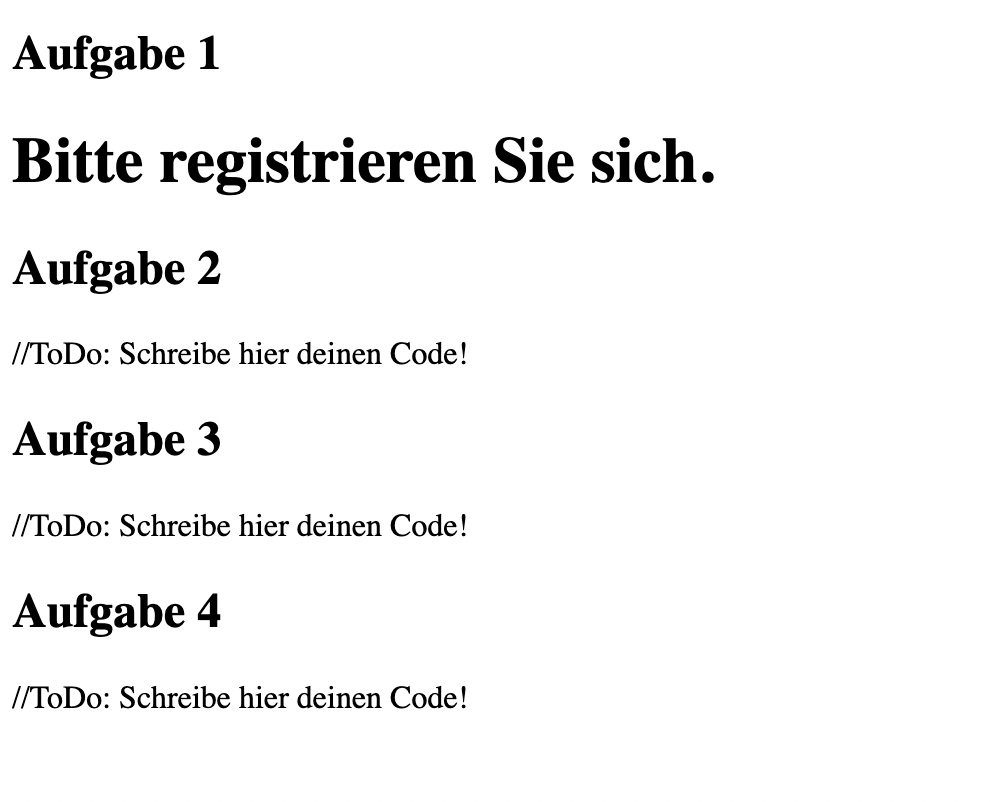 Aufgabe 1
Bitte registrieren Sie sich.
Aufgabe 2
//ToDo: Schreibe hier deinen Code!
Aufgabe 3
//ToDo: Schreibe hier deinen Code!
Aufgabe 4
//ToDo: Schreibe hier deinen Code!